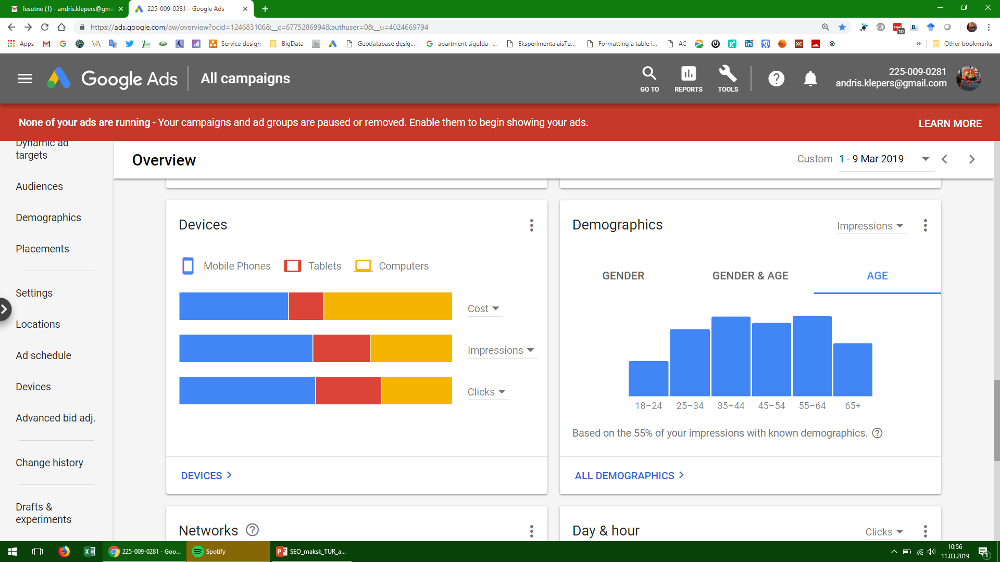 Iesūtne (1) - andris.klepers@gma
225-009-0281 - Google Ads
https://ads.google.com/aw/overview?ocid=124683106&__c=6775286994&authuser=0&__u=4024669794
ABP
10
B.
Apps
Service design
BigData
Geodatabase desig...
apartment sigulda -...
EksperimentalaisTu...
Formatting a table i...
AC
XC
»
Other bookmarks
Google Ads
All campaigns
GO TO
REPORTS
TOOLS
225-009-0281
andris.klepers@gmail.com
None of your ads are running - Your campaigns and ad groups are paused or removed. Enable them to begin showing your ads.
LEARN MORE
Dynamic ad
targets
Audiences
Demographics
Placements
Settings
Locations
Ad schedule
Devices
Advanced bid adj.
Change history
Drafts &
experiments
Overview
Custom 1 - 9 Mar 2019
Devices
Mobile Phones
Tablets
Computers
Cost
Impressions
Clicks
DEVICES
Demographics
Impressions
GENDER
GENDER & AGE
AGE
18–24 25–34 35–44 45–54 55–64 65+
Based on the 55% of your impressions with known demographics.
ALL DEMOGRAPHICS
Networks
Day & hour
Clicks
225-009-0281 - Goo...
Spotify
SEO_maksk_TUR_a...
10:56
11.03.2019
1